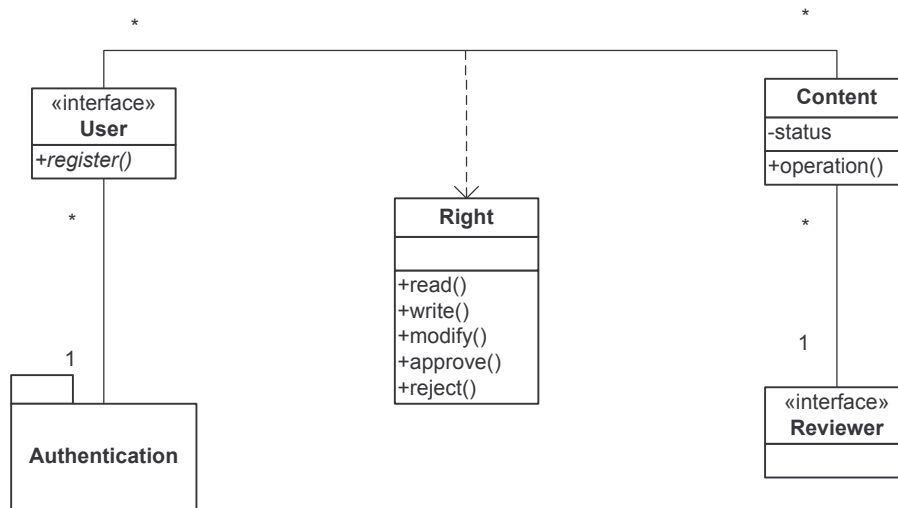 *
*
«interface»
User
+register()
Content
-status
+operation()
*
*
Right
+read()
+write()
+modify()
+approve()
+reject()
1
1
Authentication
«interface»
Reviewer